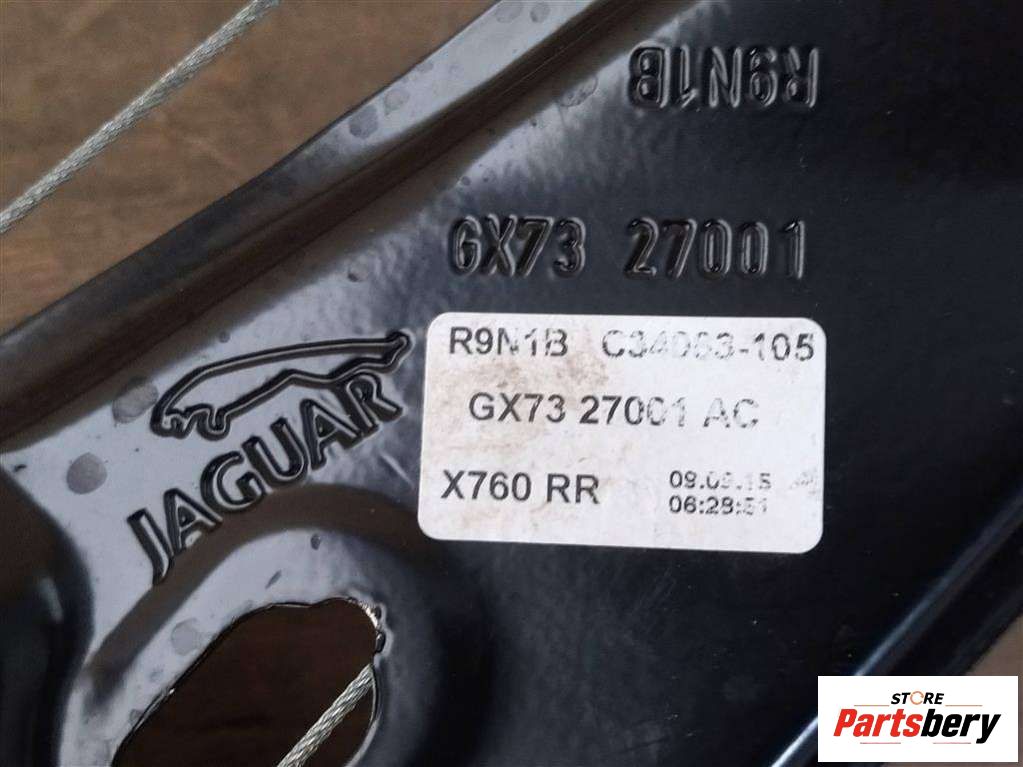 R9N1B
GX73 27001
R9N1B C34063-105
GX73 27001 AC
X760 RR
06:28:51
JAGUAR
STORE
Partsbery